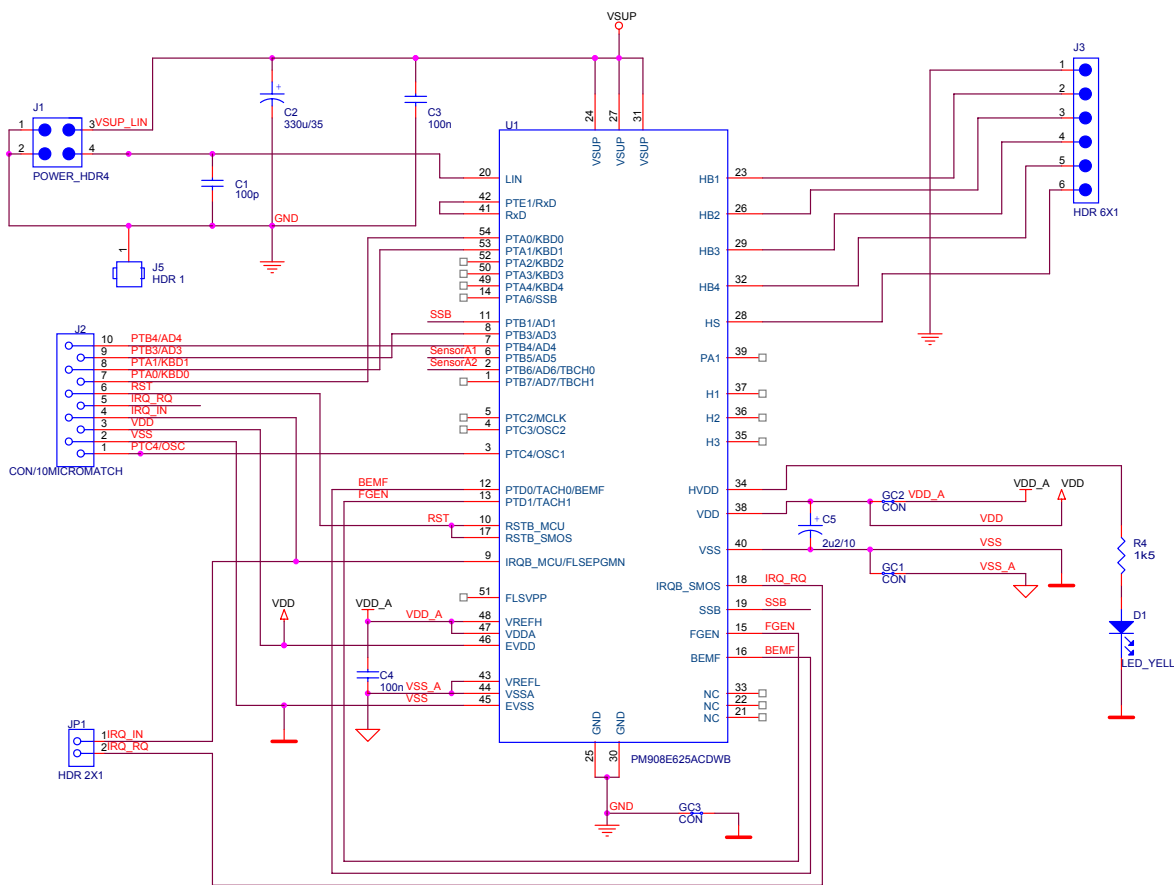 VSUP
J1
1
2
3
4
VSUP_LIN
POWER_HDR4
C2
330u/35
C3
100n
C1
100p
GND
1
J5
HDR 1
J3
1
2
3
4
5
6
HDR 6X1
U1
24
27
31
VSUP
VSUP
VSUP
20 LIN
42 PTE1/RxD
41 RxD
54 PTA0/KBD0
53 PTA1/KBD1
52 PTA2/KBD2
50 PTA3/KBD3
49 PTA4/KBD4
14 PTA6/SSB
SSB 11 PTB1/AD1
8 PTB3/AD3
7 PTB4/AD4
SensorA1 6 PTB5/AD5
SensorA2 2 PTB6/AD6/TBCH0
1 PTB7/AD7/TBCH1
5 PTC2/MCLK
4 PTC3/OSC2
3 PTC4/OSC1
BEMF 12 PTD0/TACH0/BEMF
FGEN 13 PTD1/TACH1
RST 10 RSTB_MCU
17 RSTB_SMOS
9 IRQB_MCU/FLSEPGMN
51 FLSVPP
VDD_A 48 VREFH
47 VDDA
46 EVDD
43 VREFL
VSS_A 44 VSSA
VSS 45 EVSS
HB1 23
HB2 26
HB3 29
HB4 32
HS 28
PA1 39
H1 37
H2 36
H3 35
HVDD 34
VDD 38
VSS 40
IRQB_SMOS 18 IRQ_RQ
SSB 19 SSB
FGEN 15 FGEN
BEMF 16 BEMF
NC 33
NC 22
NC 21
GND
GND
25
30
PM908E625ACDWB
J2
10 PTB4/AD4
9 PTB3/AD3
8 PTA1/KBD1
7 PTA0/KBD0
6 RST
5 IRQ_RQ
4 IRQ_IN
3 VDD
2 VSS
1 PTC4/OSC
CON/10MICROMATCH
VDD
VDD_A
C4
100n
JP1
1 IRQ_IN
2 IRQ_RQ
HDR 2X1
GC2
CON
VDD_A
VDD_A
VDD
VDD
C5
2u2/10
VSS
GC1
CON
VSS_A
R4
1k5
D1
LED_YELL
GND
GC3
CON